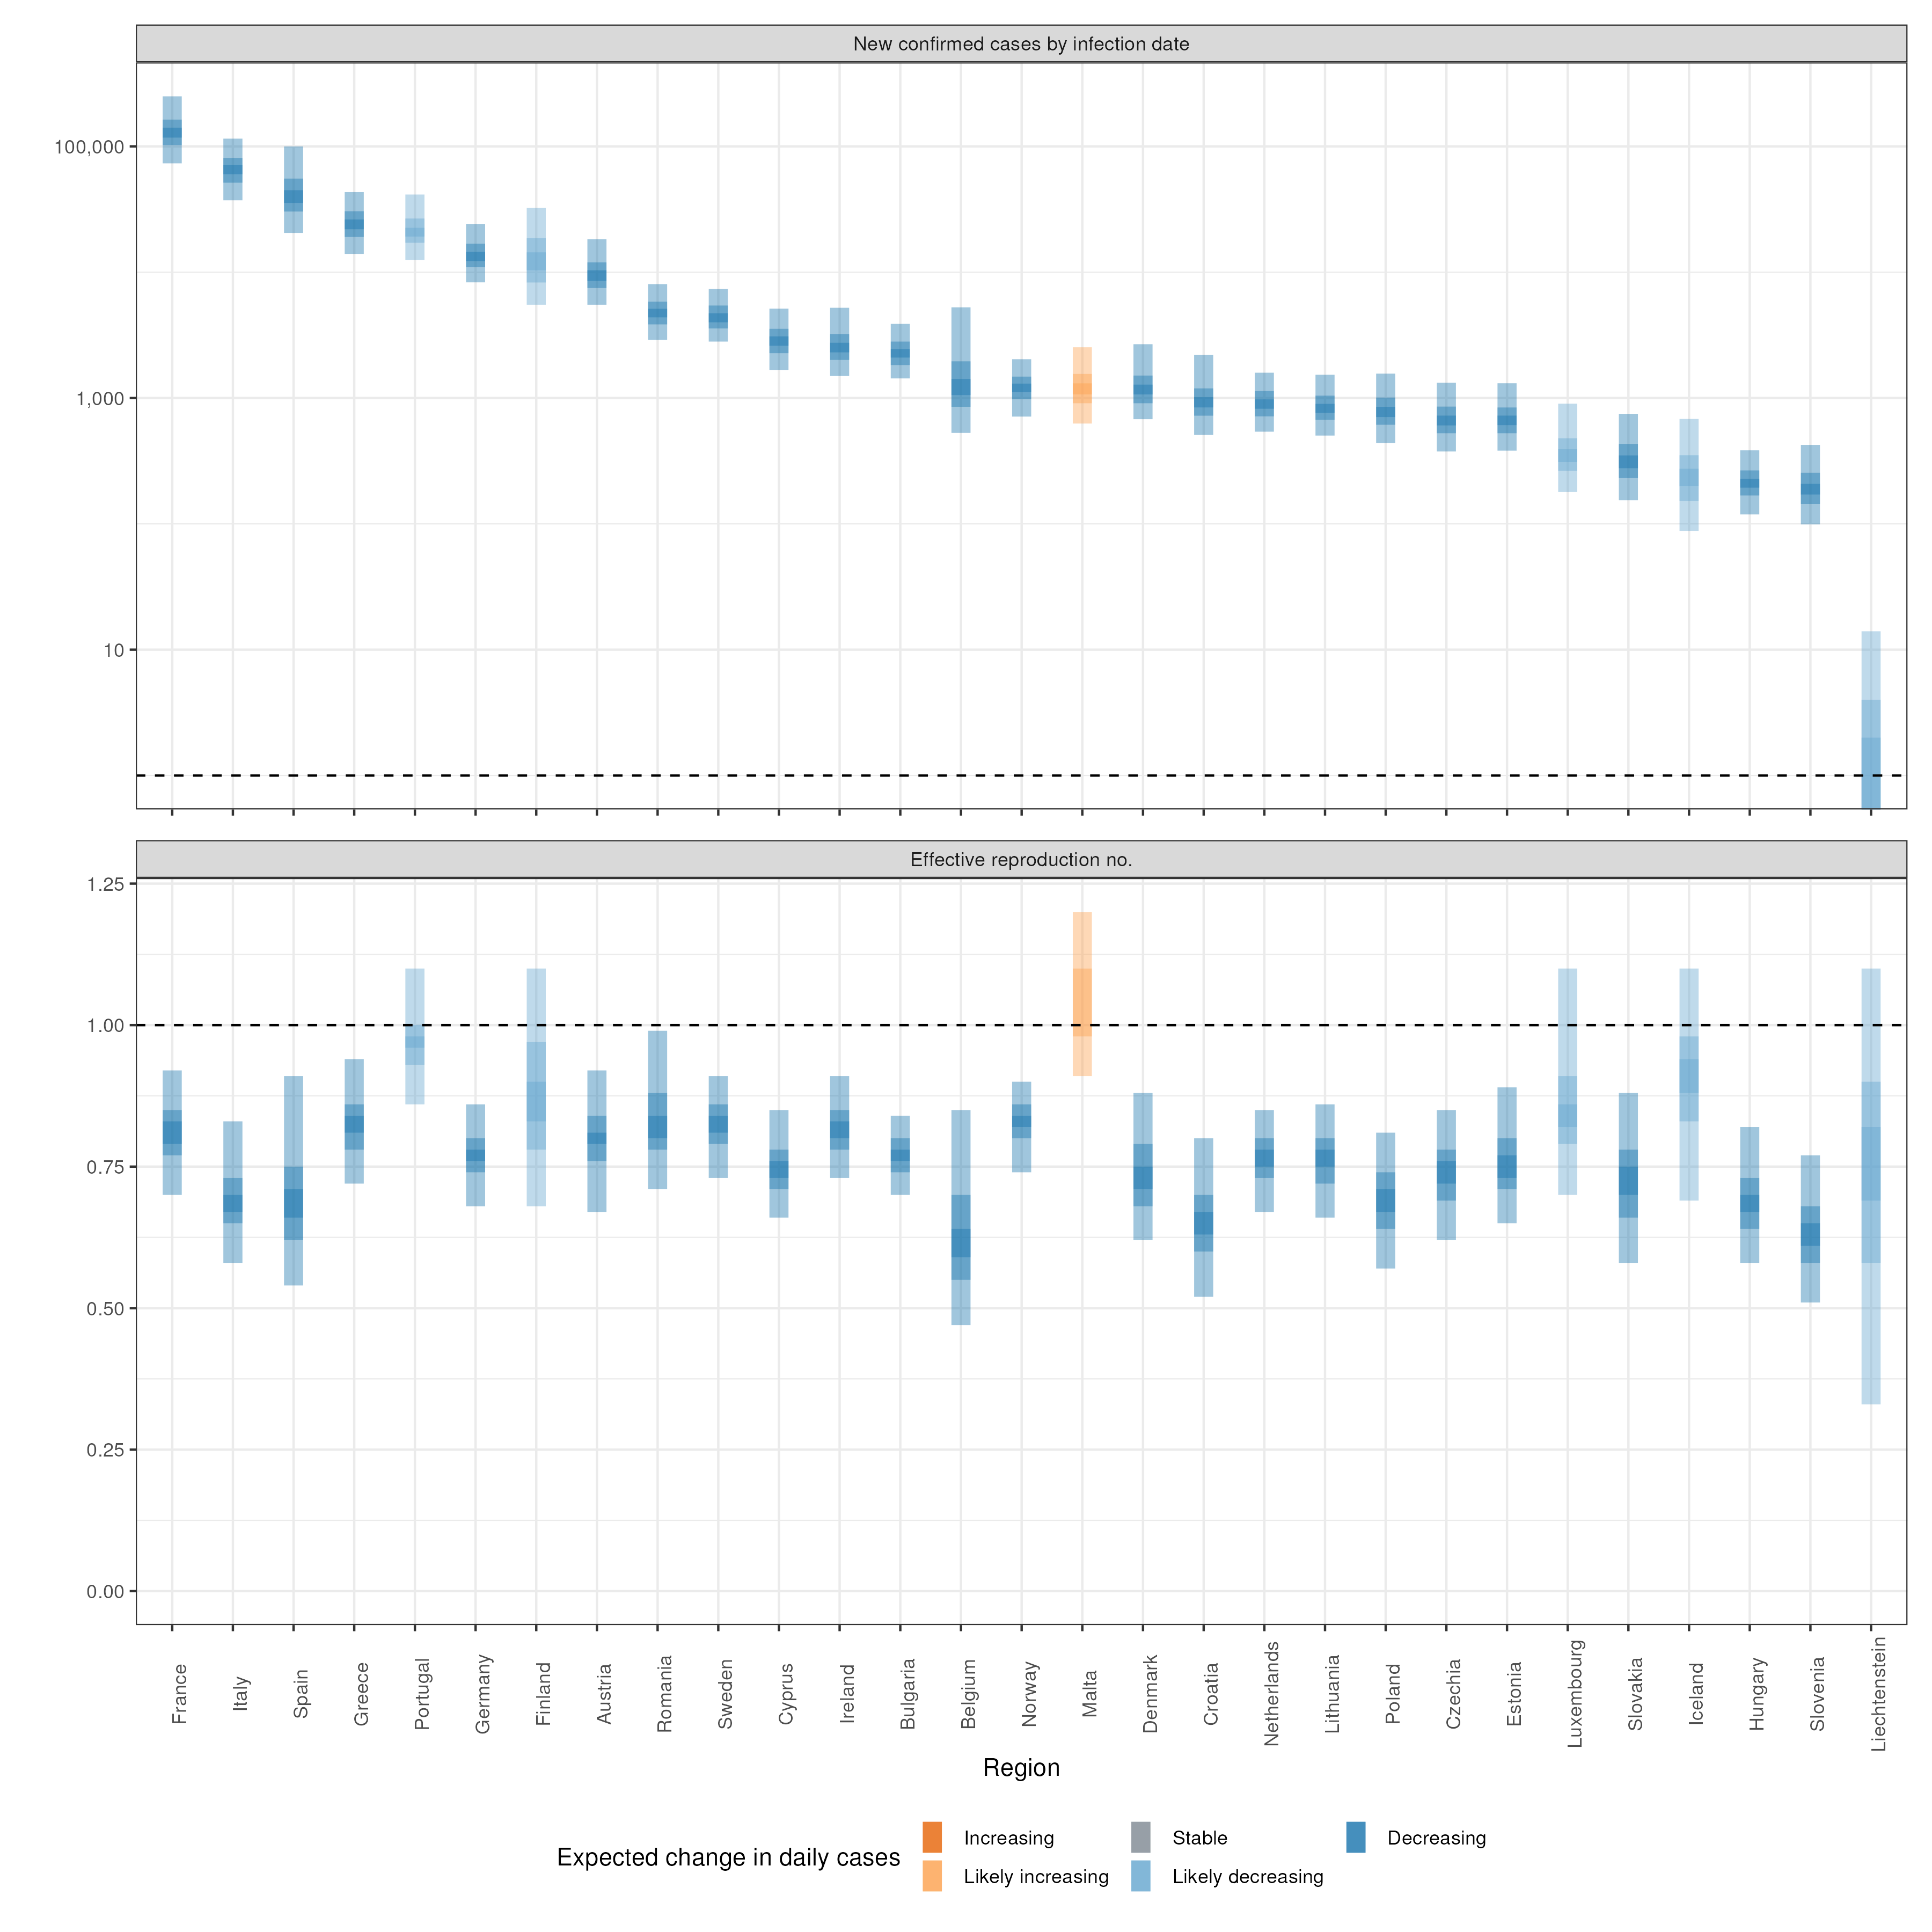 New confirmed cases by infection date
100,000
1,000
10
Effective reproduction no.
1.25
1.00
0.75
0.50
0.25
0.00
France
Italy
Spain
Greece
Portugal
Germany
Finland
Austria
Romania
Sweden
Cyprus
Ireland
Bulgaria
Belgium
Norway
Malta
Denmark
Croatia
Netherlands
Lithuania
Poland
Czechia
Estonia
Luxembourg
Slovakia
Iceland
Hungary
Slovenia
Liechtenstein
Region
Expected change in daily cases
Increasing
Stable
Decreasing
Likely increasing
Likely decreasing